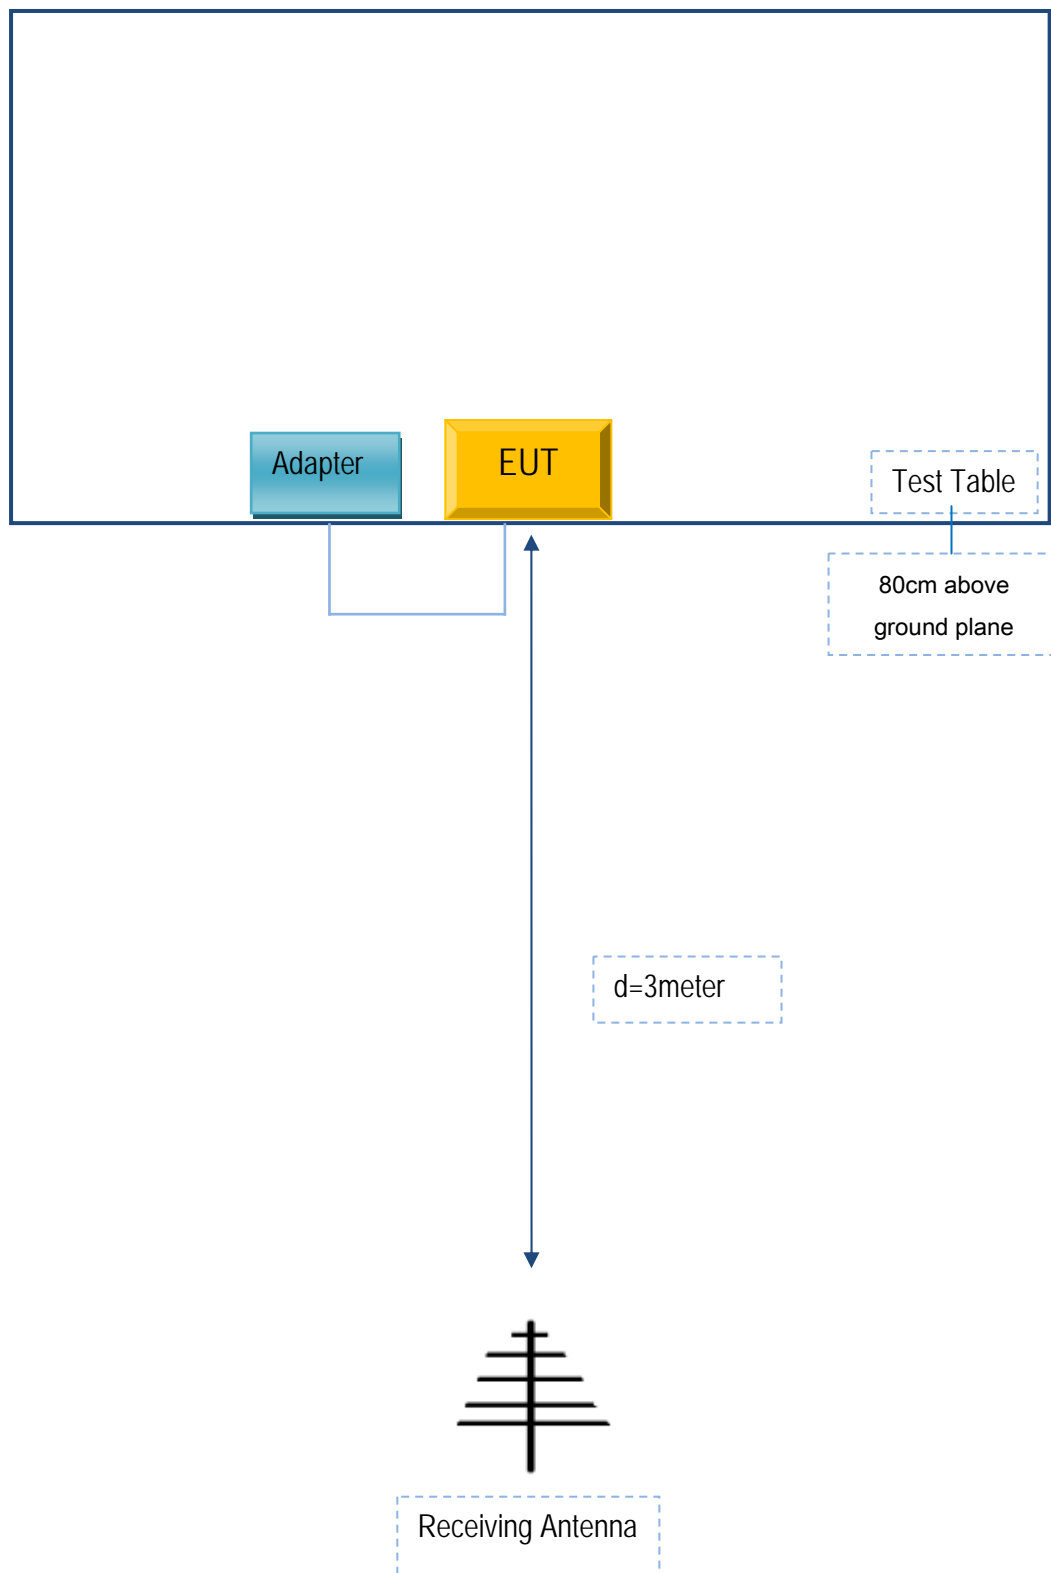 Adapter
EUT
Test Table
80cm above
ground plane
d=3meter
Receiving Antenna